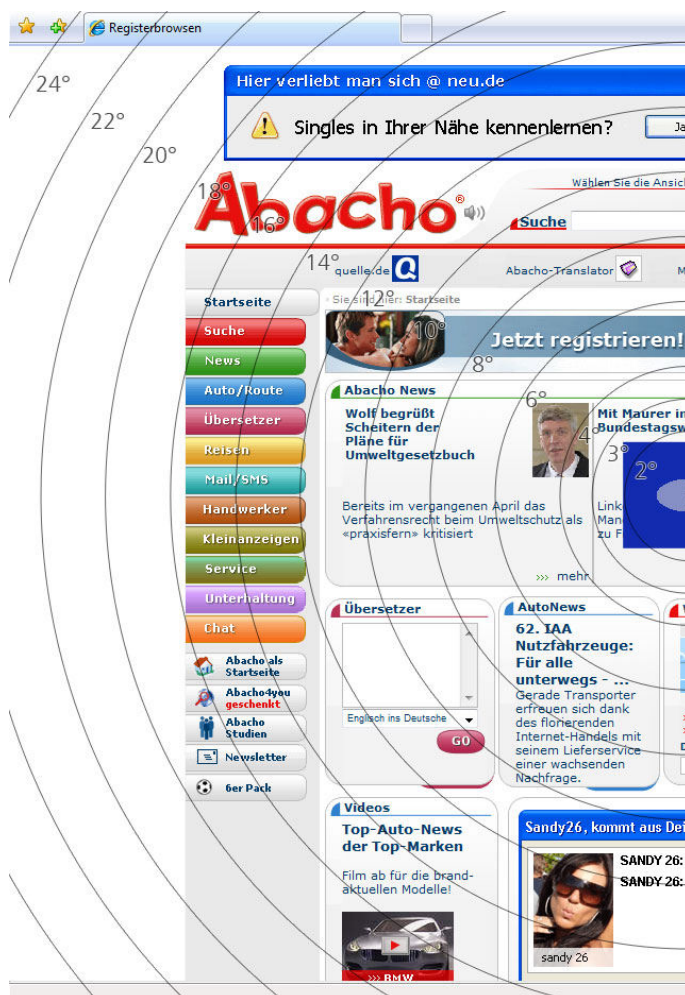 Registerbrowsen
24°
22°
20°
18°
16°
14°
12°
10°
8°
6°
4°
3°
2°
Hier verliebt man sich @ neu.de
Singles in Ihrer Nähe kennenlernen?
Ja
Abacho®
Wählen Sie die Ansic
Suche
quelle.de Q
Abacho-Translator
M
Startseite
Suche
News
Auto/Route
Übersetzer
Reisen
Mail/SMS
Handwerker
Kleinanzeigen
Service
Unterhaltung
Chat
Abacho als
Startseite
Abacho4you
geschenkt
Abacho
Studien
Newsletter
6er Pack
Sie sind hier: Startseite
Jetzt registrieren!
Abacho News
Wolf begrüßt
Scheitern der
Pläne für
Umweltgesetzbuch
Bereits im vergangenen April das
Verfahrensrecht beim Umweltschutz als
«praxisfern» kritisiert
››› mehr
Mit Maurer in
Bundestagsw
Link
Man
zu F
Übersetzer
Englisch ins Deutsche
GO
AutoNews
62. IAA
Nutzfahrzeuge:
Für alle
unterwegs - ...
Gerade Transporter
erfreuen sich dank
des florierenden
Internet-Handels mit
seinem Lieferservice
einer wachsenden
Nachfrage.
Videos
Top-Auto-News
der Top-Marken
Film ab für die brand-
aktuellen Modelle!
››› BMW
Sandy26, kommt aus Dei
SANDY 26:
SANDY 26:
sandy 26